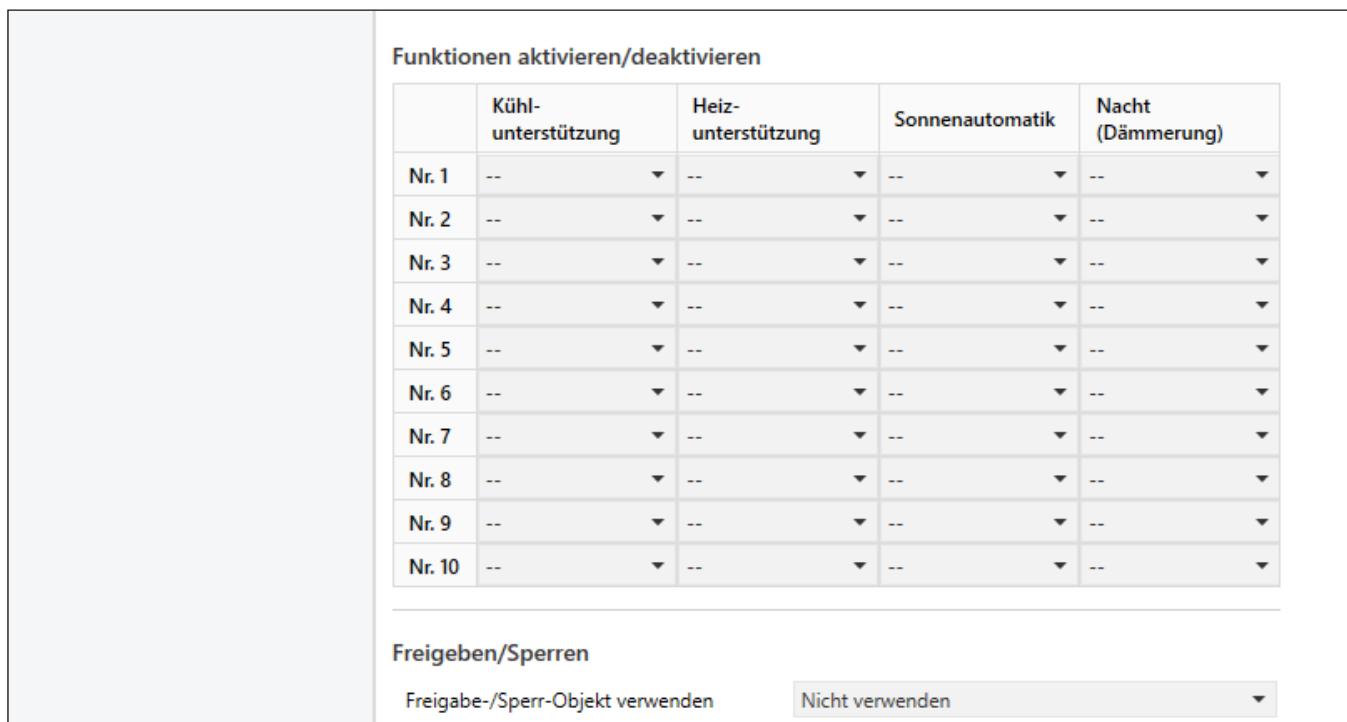 Funktionen aktivieren/deaktivieren
Kühl-
unterstützung
Heiz-
unterstützung
Sonnenautomatik
Nacht
(Dämmerung)
Nr. 1 -- -- -- --
Nr. 2 -- -- -- --
Nr. 3 -- -- -- --
Nr. 4 -- -- -- --
Nr. 5 -- -- -- --
Nr. 6 -- -- -- --
Nr. 7 -- -- -- --
Nr. 8 -- -- -- --
Nr. 9 -- -- -- --
Nr. 10 -- -- -- --
Freigeben/Sperren
Freigabe-/Sperr-Objekt verwenden Nicht verwenden